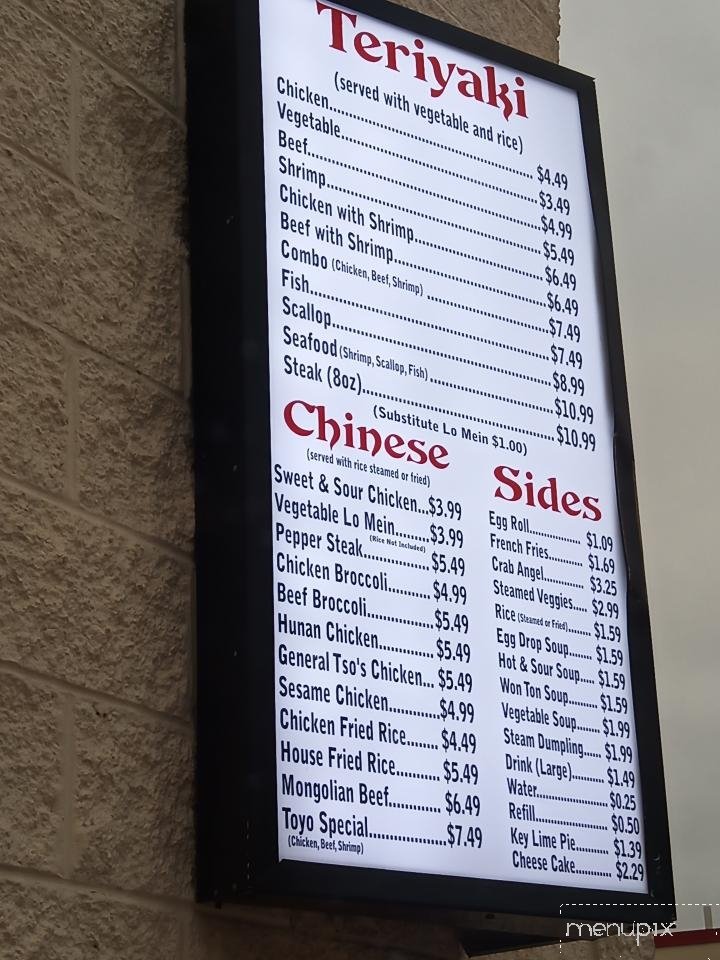 Teriyaki
(served with vegetable and rice)
Chicken.......................................... $4.49
Vegetable....................................... $3.49
Beef............................................... $4.99
Shrimp............................................ $5.49
Chicken with Shrimp........................ $6.49
Beef with Shrimp............................. $6.49
Combo (Chicken, Beef, Shrimp) ........................ $7.49
Fish................................................ $7.49
Scallop............................................ $8.99
Seafood (Shrimp, Scallop, Fish) ........................ $10.99
Steak (8oz)...................................... $10.99
(Substitute Lo Mein $1.00)
Chinese
(served with rice steamed or fried)
Sweet & Sour Chicken...$3.99
Vegetable Lo Mein.........$3.99
(Rice Not Included)
Pepper Steak.................$5.49
Chicken Broccoli...........$4.99
Beef Broccoli.................$5.49
Hunan Chicken...............$5.49
General Tso's Chicken... $5.49
Sesame Chicken............$4.99
Chicken Fried Rice........ $4.49
House Fried Rice........... $5.49
Mongolian Beef............. $6.49
Toyo Special...................$7.49
(Chicken, Beef, Shrimp)
Sides
Egg Roll............. $1.09
French Fries.......... $1.69
Crab Angel............ $3.25
Steamed Veggies..... $2.99
Rice (Steamed or Fried)........ $1.59
Egg Drop Soup........ $1.59
Hot & Sour Soup..... $1.59
Won Ton Soup......... $1.59
Vegetable Soup....... $1.99
Steam Dumpling..... $1.99
Drink (Large).......... $1.49
Water.................... $0.25
Refill..................... $0.50
Key Lime Pie.......... $1.39
Cheese Cake........... $2.29
menupix